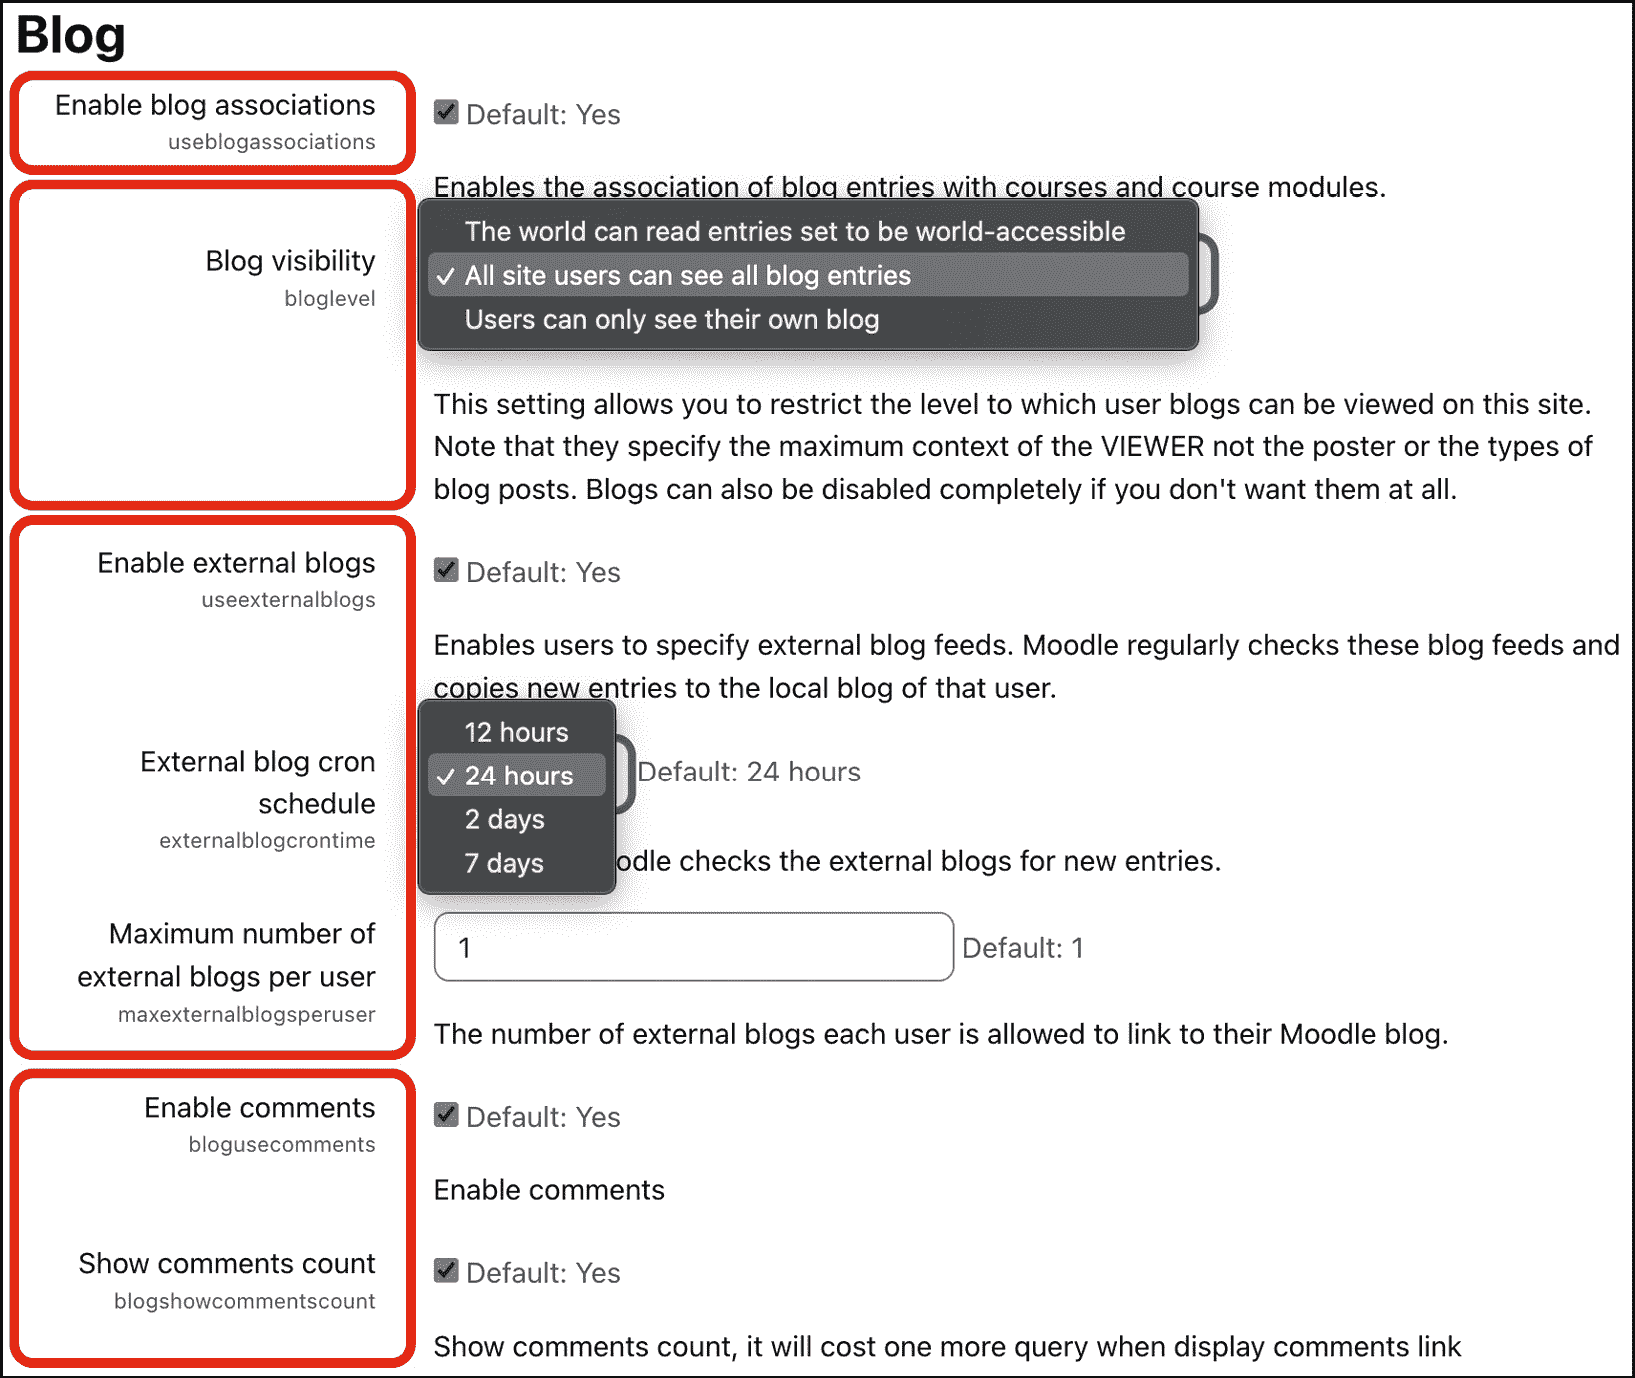 Blog
Enable blog associations
useblogassociations
Default: Yes
Enables the association of blog entries with courses and course modules.
Blog visibility
bloglevel
The world can read entries set to be world-accessible
✓ All site users can see all blog entries
Users can only see their own blog
This setting allows you to restrict the level to which user blogs can be viewed on this site.
Note that they specify the maximum context of the VIEWER not the poster or the types of
blog posts. Blogs can also be disabled completely if you don't want them at all.
Enable external blogs
useexternalblogs
Default: Yes
Enables users to specify external blog feeds. Moodle regularly checks these blog feeds and
copies new entries to the local blog of that user.
External blog cron
schedule
externalblogcrontime
12 hours
✓ 24 hours
2 days
7 days
Default: 24 hours
odle checks the external blogs for new entries.
Maximum number of
external blogs per user
maxexternalblogsperuser
1
Default: 1
The number of external blogs each user is allowed to link to their Moodle blog.
Enable comments
blogusecomments
Default: Yes
Enable comments
Show comments count
blogshowcommentscount
Default: Yes
Show comments count, it will cost one more query when display comments link